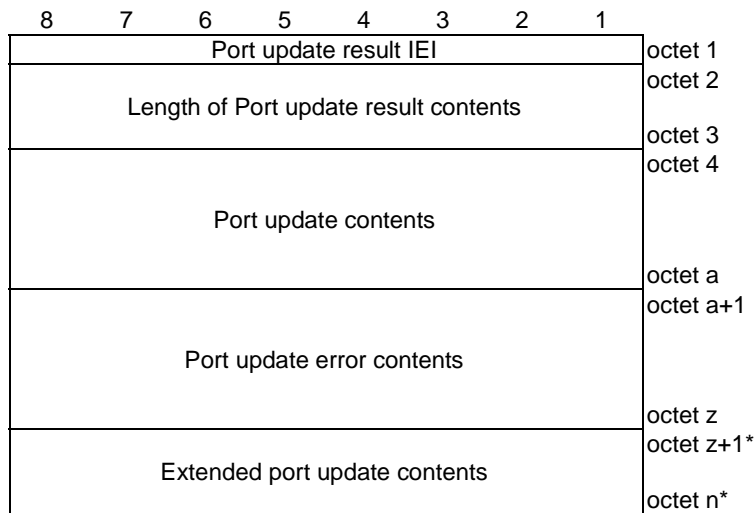 8 7 6 5 4 3 2 1
Port update result IEI octet 1
octet 2
Length of Port update result contents
octet 3
octet 4
Port update contents
octet a
octet a+1
Port update error contents
octet z
octet z+1*
Extended port update contents
octet n*